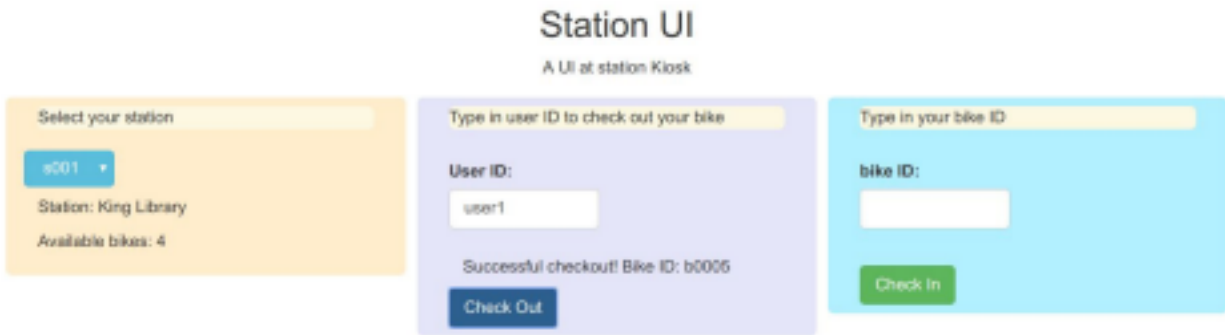 Station UI
A UI at station Kiosk
Select your station
s001
Station: King Library
Available bikes: 4
Type in user ID to check out your bike
User ID:
user1
Successful checkout! Bike ID: b0005
Check Out
Type in your bike ID
bike ID:
Check In